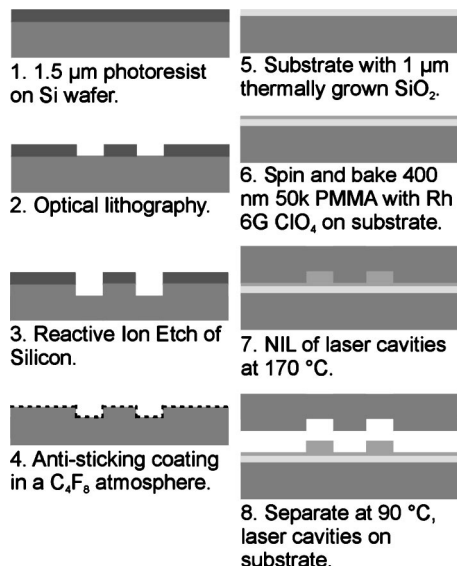 1. 1.5 µm photoresist
on Si wafer.
2. Optical lithography.
3. Reactive Ion Etch of
Silicon.
4. Anti-sticking coating
in a C₄F₈ atmosphere.
5. Substrate with 1 µm
thermally grown SiO₂.
6. Spin and bake 400
nm 50k PMMA with Rh
6G ClO₄ on substrate.
7. NIL of laser cavities
at 170 °C.
8. Separate at 90 °C,
laser cavities on
substrate.